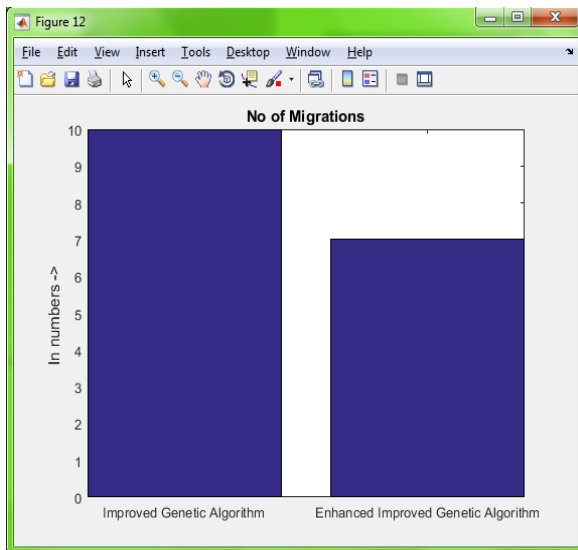 Figure 12
File Edit View Insert Tools Desktop Window Help
No of Migrations
10
9
8
7
6
5
4
3
2
1
0
In numbers ->
Improved Genetic Algorithm
Enhanced Improved Genetic Algorithm